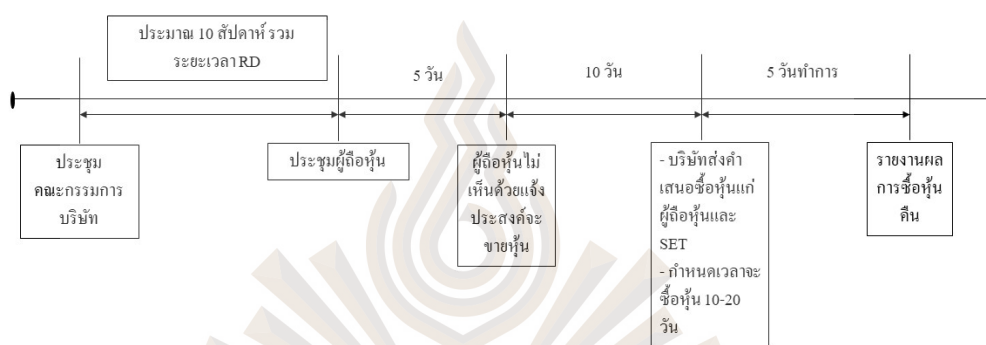 ประมาณ 10 สัปดาห์ รวม
ระยะเวลา RD
5 วัน
10 วัน
5 วันทำการ
ประชุม
คณะกรรมการ
บริษัท
ประชุมผู้ถือหุ้น
ผู้ถือหุ้นไม่
เห็นด้วยแจ้ง
ประสงค์จะ
ขายหุ้น
- บริษัทส่งคำ
เสนอซื้อหุ้นแก่
ผู้ถือหุ้นและ
SET
- กำหนดเวลาจะ
ซื้อหุ้น 10-20
วัน
รายงานผล
การซื้อหุ้น
คืน